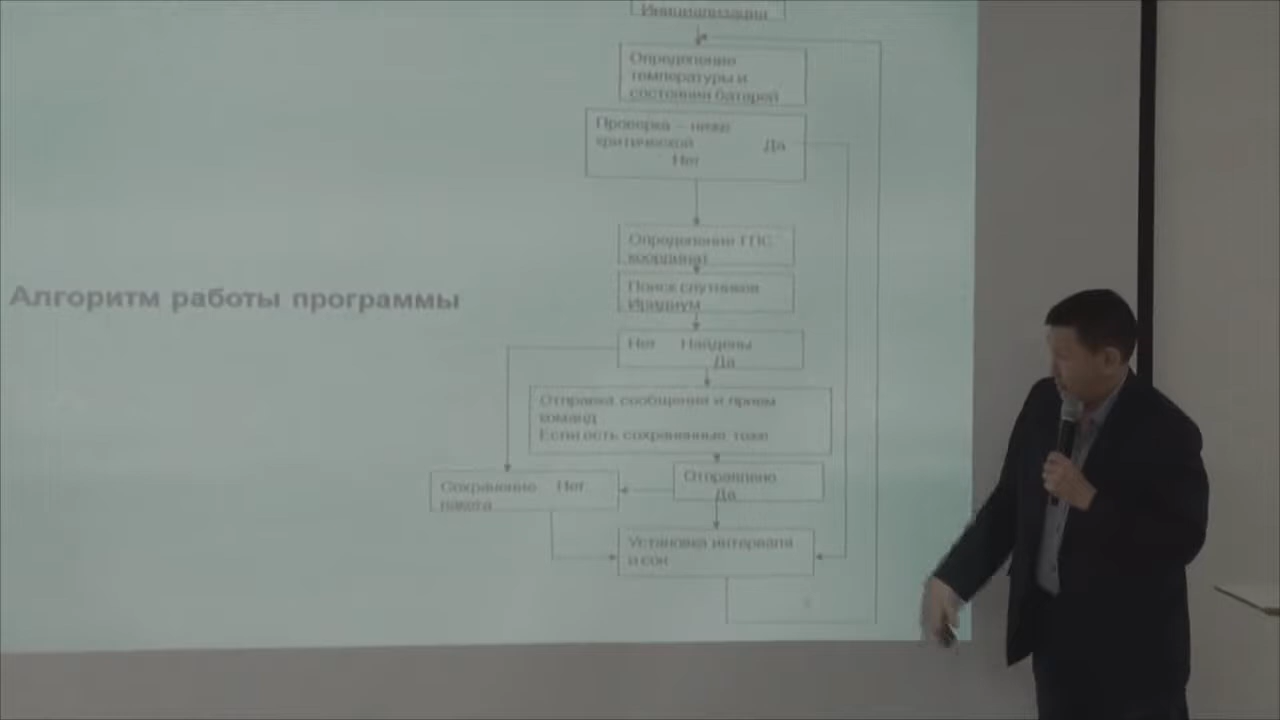 Инициализация
Определение
температуры и
состояния батарей
Проверка – ниже
критической Да
Нет
Определение ГПС
координат
Поиск спутников
Иридиум
Алгоритм работы программы
Нет Найдены
Да
Отправка сообщения и прием
команд
Если есть сохраненные тоже
Отправлено
Да
Сохранение Нет
пакета
Установка интервала
и сон